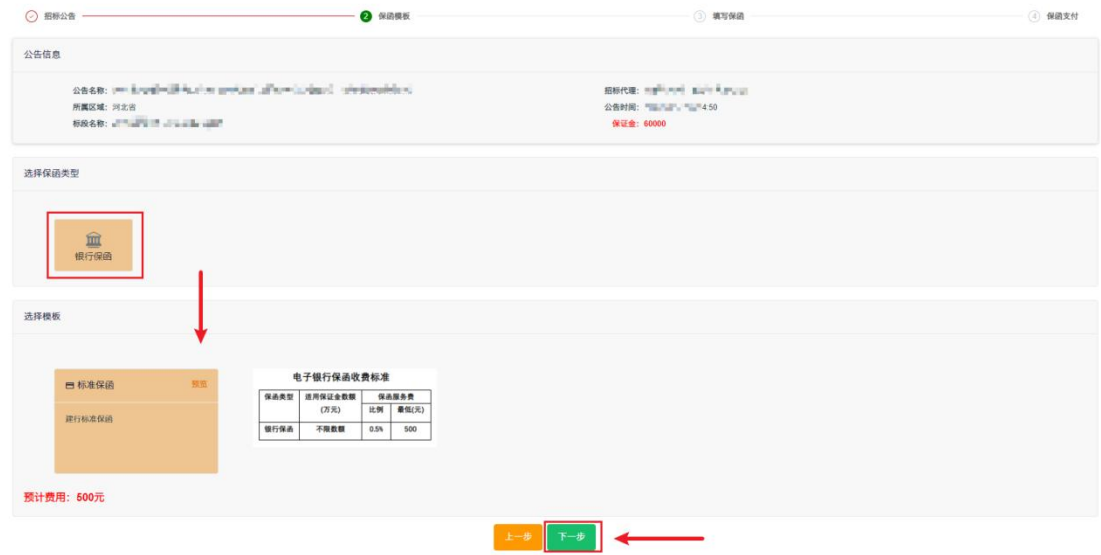 招标公告
2 保函模板
3 填写保函
4 保函支付
公告信息
公告名称：
招标代理：
所属区域：河北省
公告时间：4:50
标段名称：
保证金：60000
选择保函类型
银行保函
选择模板
标准保函 预览
建行标准保函
电子银行保函收费标准
保函类型 适用保证金数额（万元） 保函服务费
比例 最低(元)
银行保函 不限数额 0.5% 500
预计费用：500元
上一步 下一步